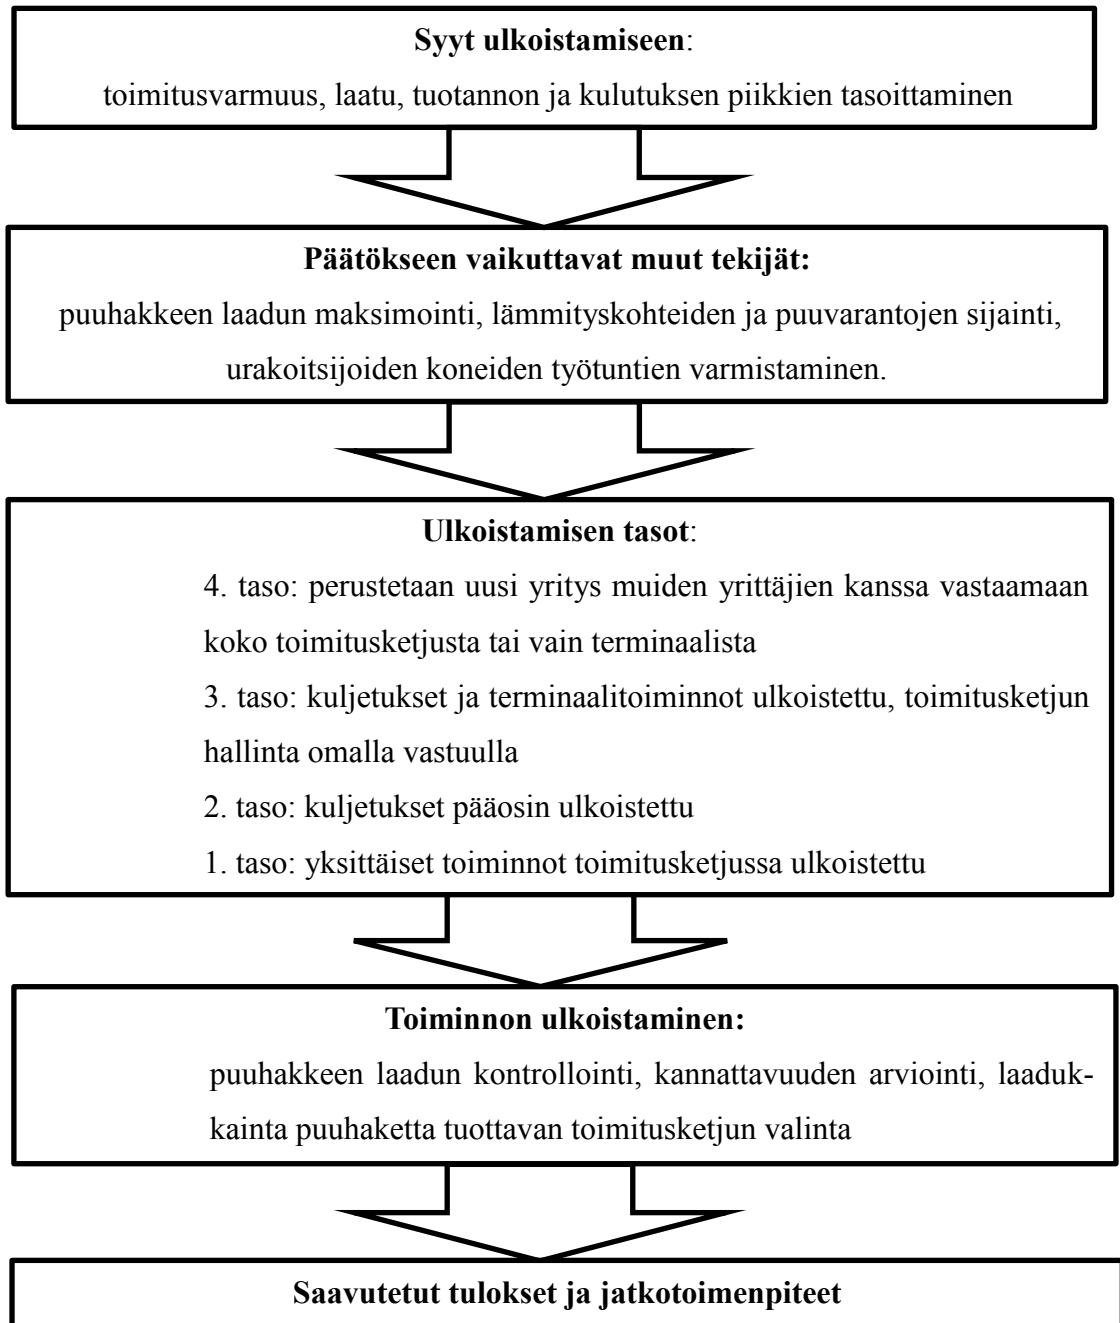 Syyt ulkoistamiseen:
toimitusvarmuus, laatu, tuotannon ja kulutuksen piikkien tasoittaminen
Päätökseen vaikuttavat muut tekijät:
puuhakkeen laadun maksimointi, lämmityskohteiden ja puuvarantojen sijainti,
urakoitsijoiden koneiden työtuntien varmistaminen.
Ulkoistamisen tasot:
4. taso: perustetaan uusi yritys muiden yrittäjien kanssa vastaamaan
koko toimitusketjusta tai vain terminaalista
3. taso: kuljetukset ja terminaalitoiminnot ulkoistettu, toimitusketjun
hallinta omalla vastuulla
2. taso: kuljetukset pääosin ulkoistettu
1. taso: yksittäiset toiminnot toimitusketjussa ulkoistettu
Toiminnon ulkoistaminen:
puuhakkeen laadun kontrollointi, kannattavuuden arviointi, laaduk-
kainta puuhaketta tuottavan toimitusketjun valinta
Saavutetut tulokset ja jatkotoimenpiteet